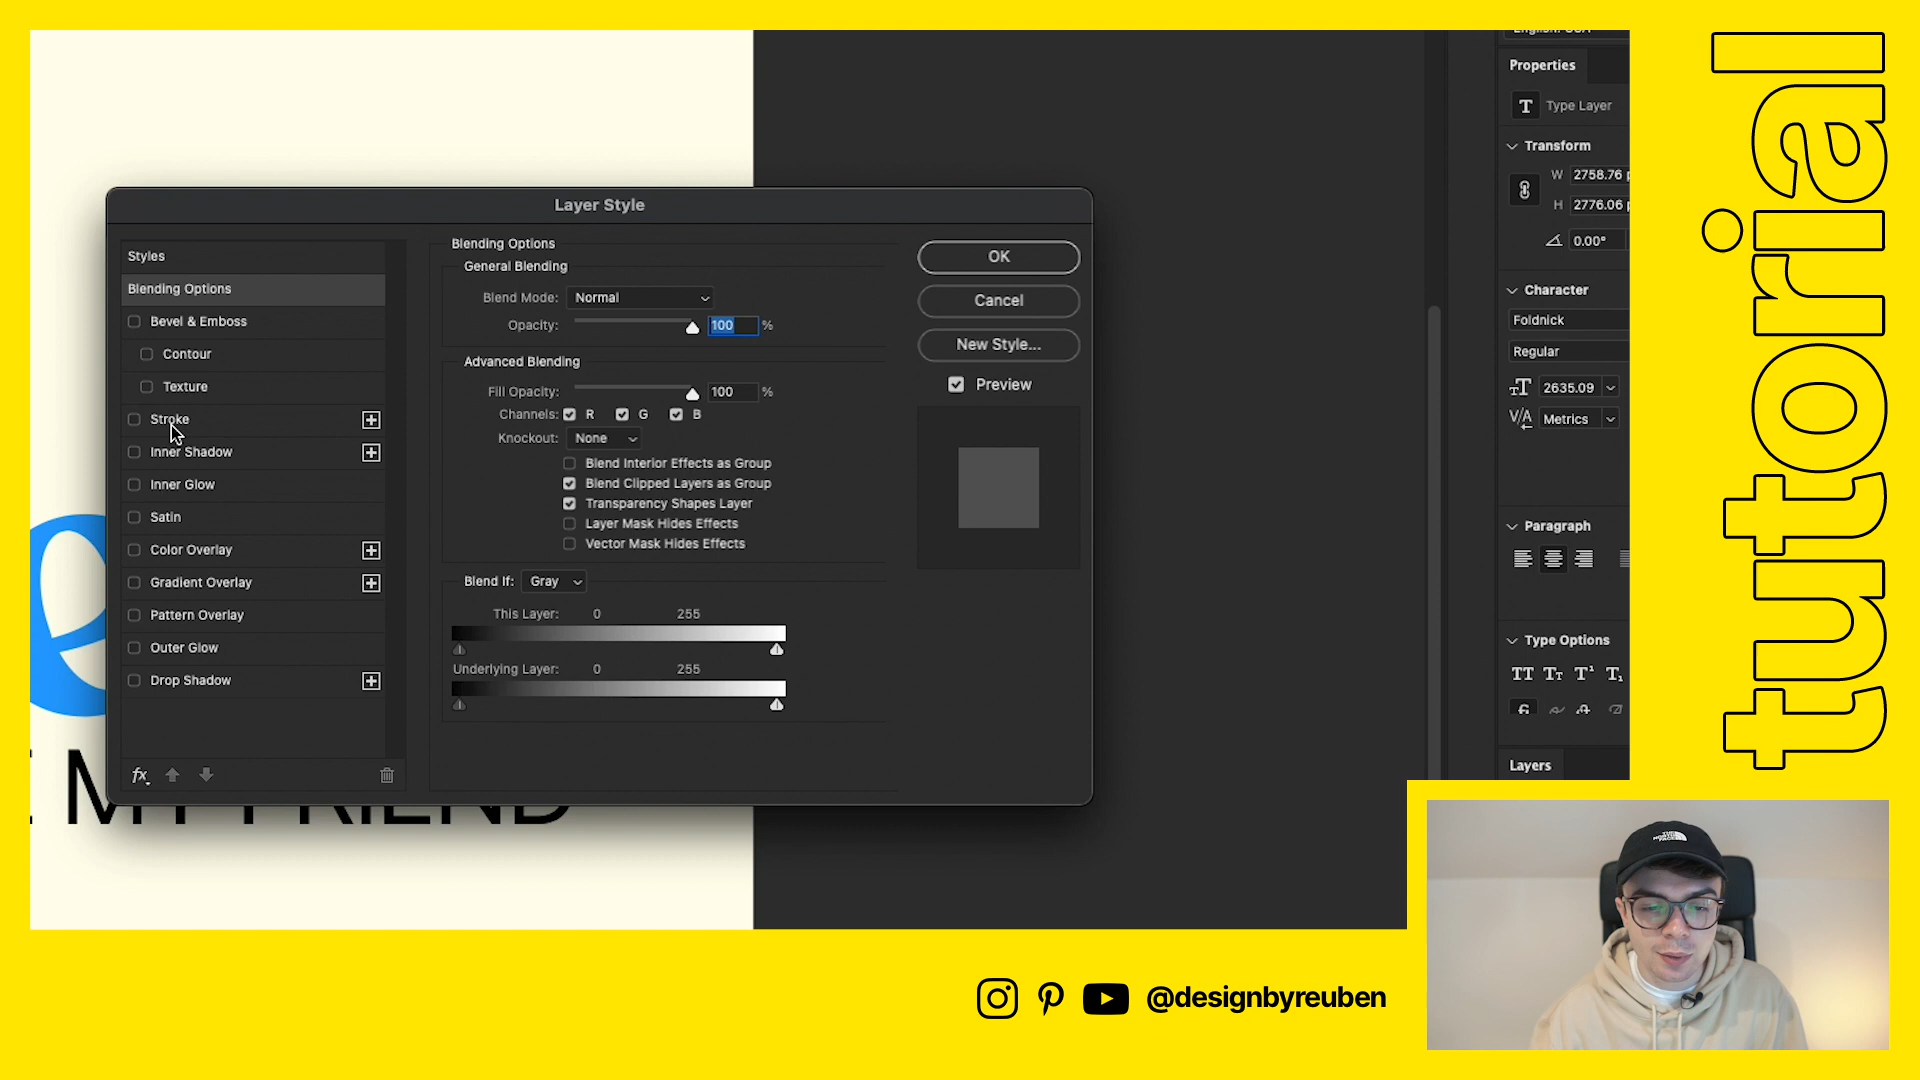 Properties
T Type Layer
Transform
W 2758.76
H 2776.06
0.00°
Character
Foldnick
Regular
2635.09
Metrics
Paragraph
Type Options
Layers
Layer Style
Styles
Blending Options
Bevel & Emboss
Contour
Texture
Stroke
Inner Shadow
Inner Glow
Satin
Color Overlay
Gradient Overlay
Pattern Overlay
Outer Glow
Drop Shadow
fx
Blending Options
General Blending
Blend Mode: Normal
Opacity: 100 %
Advanced Blending
Fill Opacity: 100 %
Channels: R G B
Knockout: None
Blend Interior Effects as Group
Blend Clipped Layers as Group
Transparency Shapes Layer
Layer Mask Hides Effects
Vector Mask Hides Effects
Blend If: Gray
This Layer: 0 255
Underlying Layer: 0 255
OK
Cancel
New Style...
Preview
MY FRIEND
tutorial
@designbyreuben
THE NORTH FACE